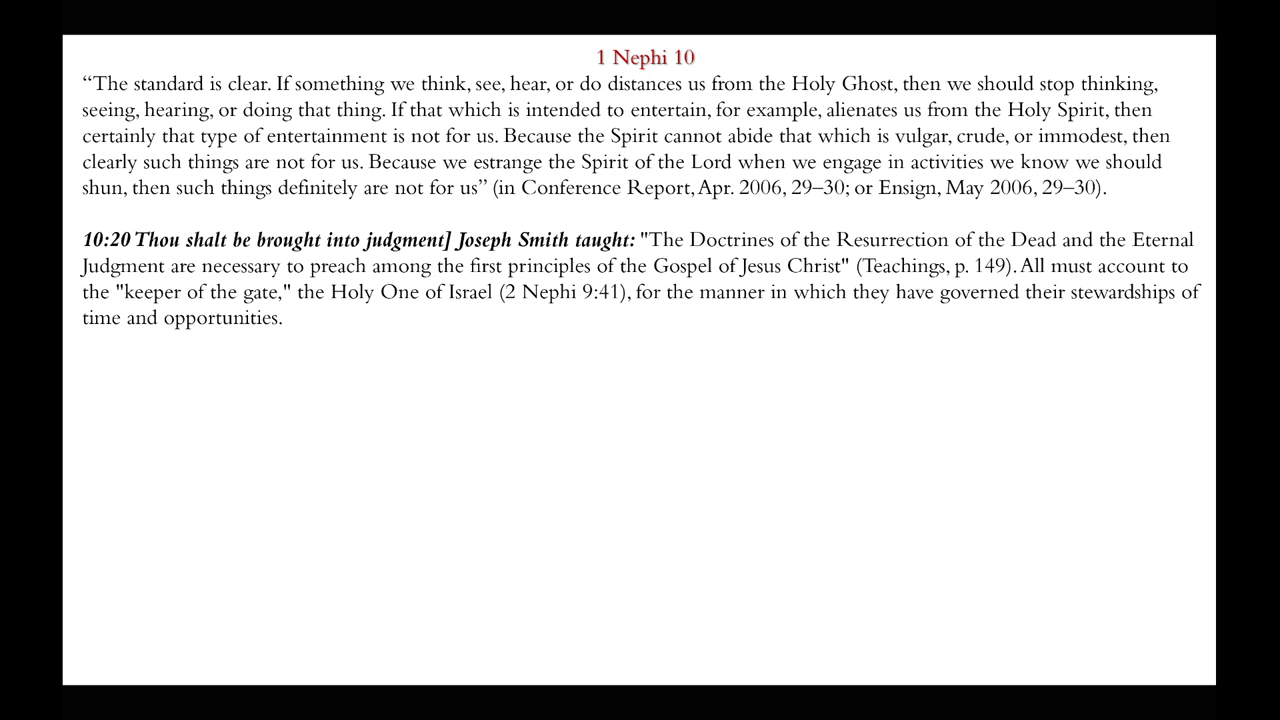 1 Nephi 10
“The standard is clear. If something we think, see, hear, or do distances us from the Holy Ghost, then we should stop thinking,
seeing, hearing, or doing that thing. If that which is intended to entertain, for example, alienates us from the Holy Spirit, then
certainly that type of entertainment is not for us. Because the Spirit cannot abide that which is vulgar, crude, or immodest, then
clearly such things are not for us. Because we estrange the Spirit of the Lord when we engage in activities we know we should
shun, then such things definitely are not for us” (in Conference Report, Apr. 2006, 29–30; or Ensign, May 2006, 29–30).
10:20 Thou shalt be brought into judgment] Joseph Smith taught: "The Doctrines of the Resurrection of the Dead and the Eternal
Judgment are necessary to preach among the first principles of the Gospel of Jesus Christ" (Teachings, p. 149). All must account to
the "keeper of the gate," the Holy One of Israel (2 Nephi 9:41), for the manner in which they have governed their stewardships of
time and opportunities.